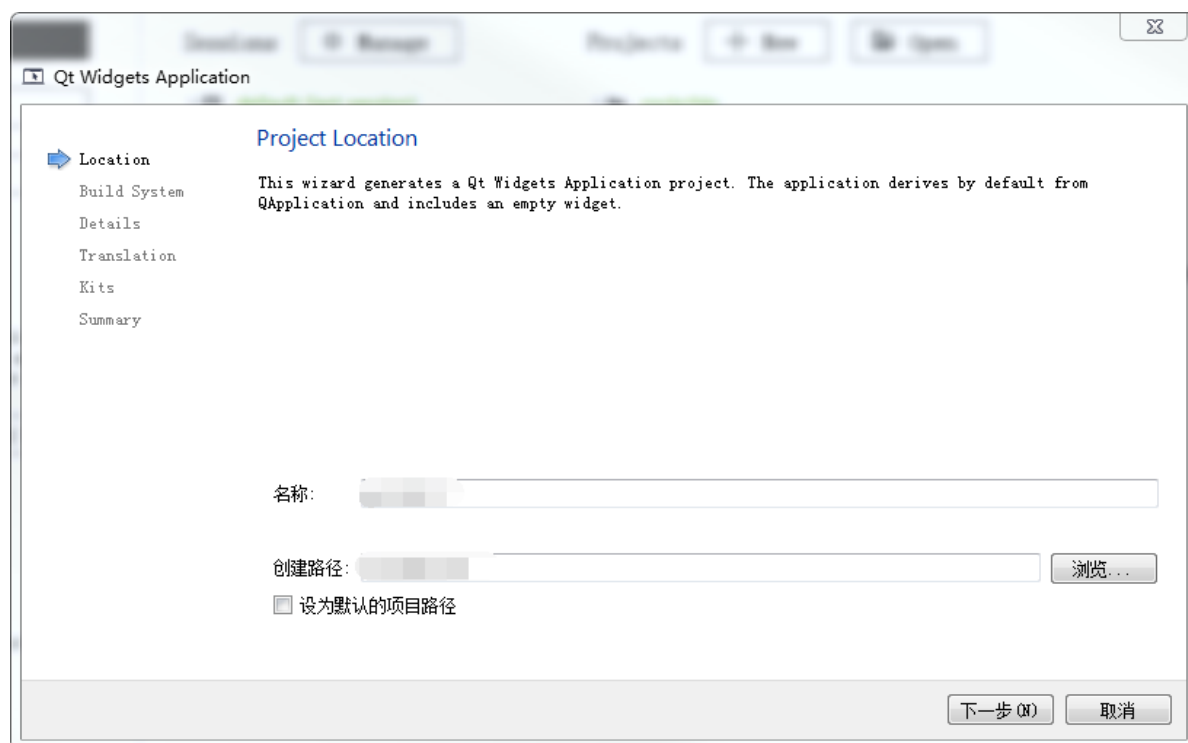 Qt Widgets Application
Project Location
Location
Build System
Details
Translation
Kits
Summary
This wizard generates a Qt Widgets Application project. The application derives by default from
QApplication and includes an empty widget.
名称:
创建路径:
浏览...
设为默认的项目路径
下一步(N)
取消